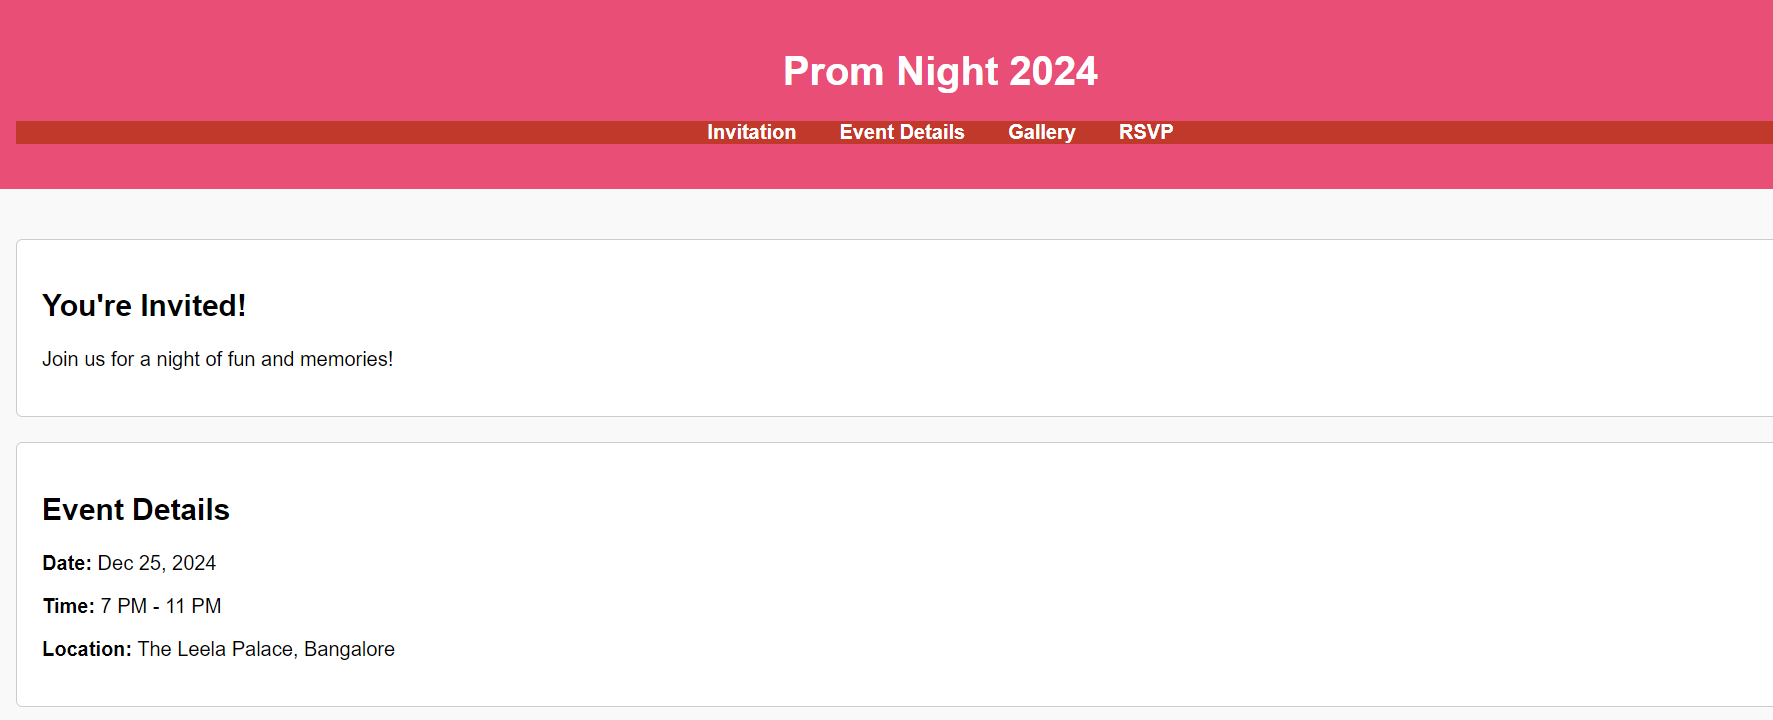 Prom Night 2024
Invitation Event Details Gallery RSVP
You're Invited!
Join us for a night of fun and memories!
Event Details
Date: Dec 25, 2024
Time: 7 PM - 11 PM
Location: The Leela Palace, Bangalore